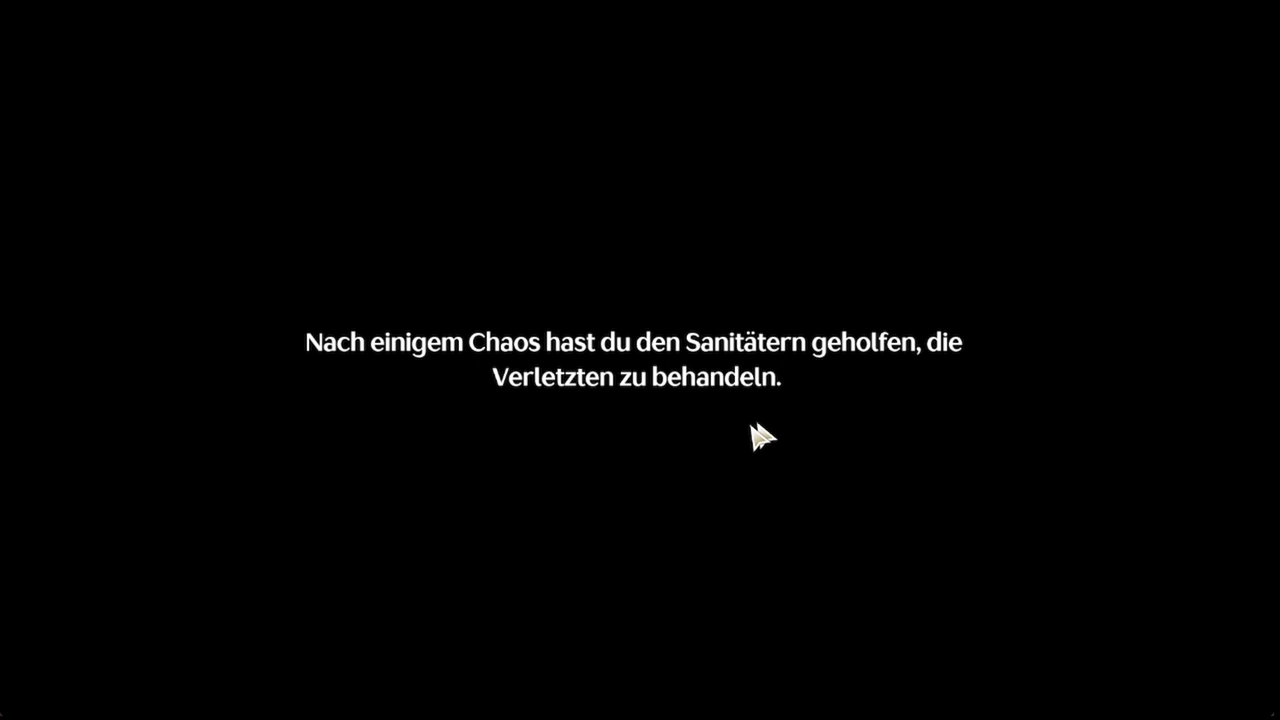 Nach einigem Chaos hast du den Sanitätern geholfen, die
Verletzten zu behandeln.